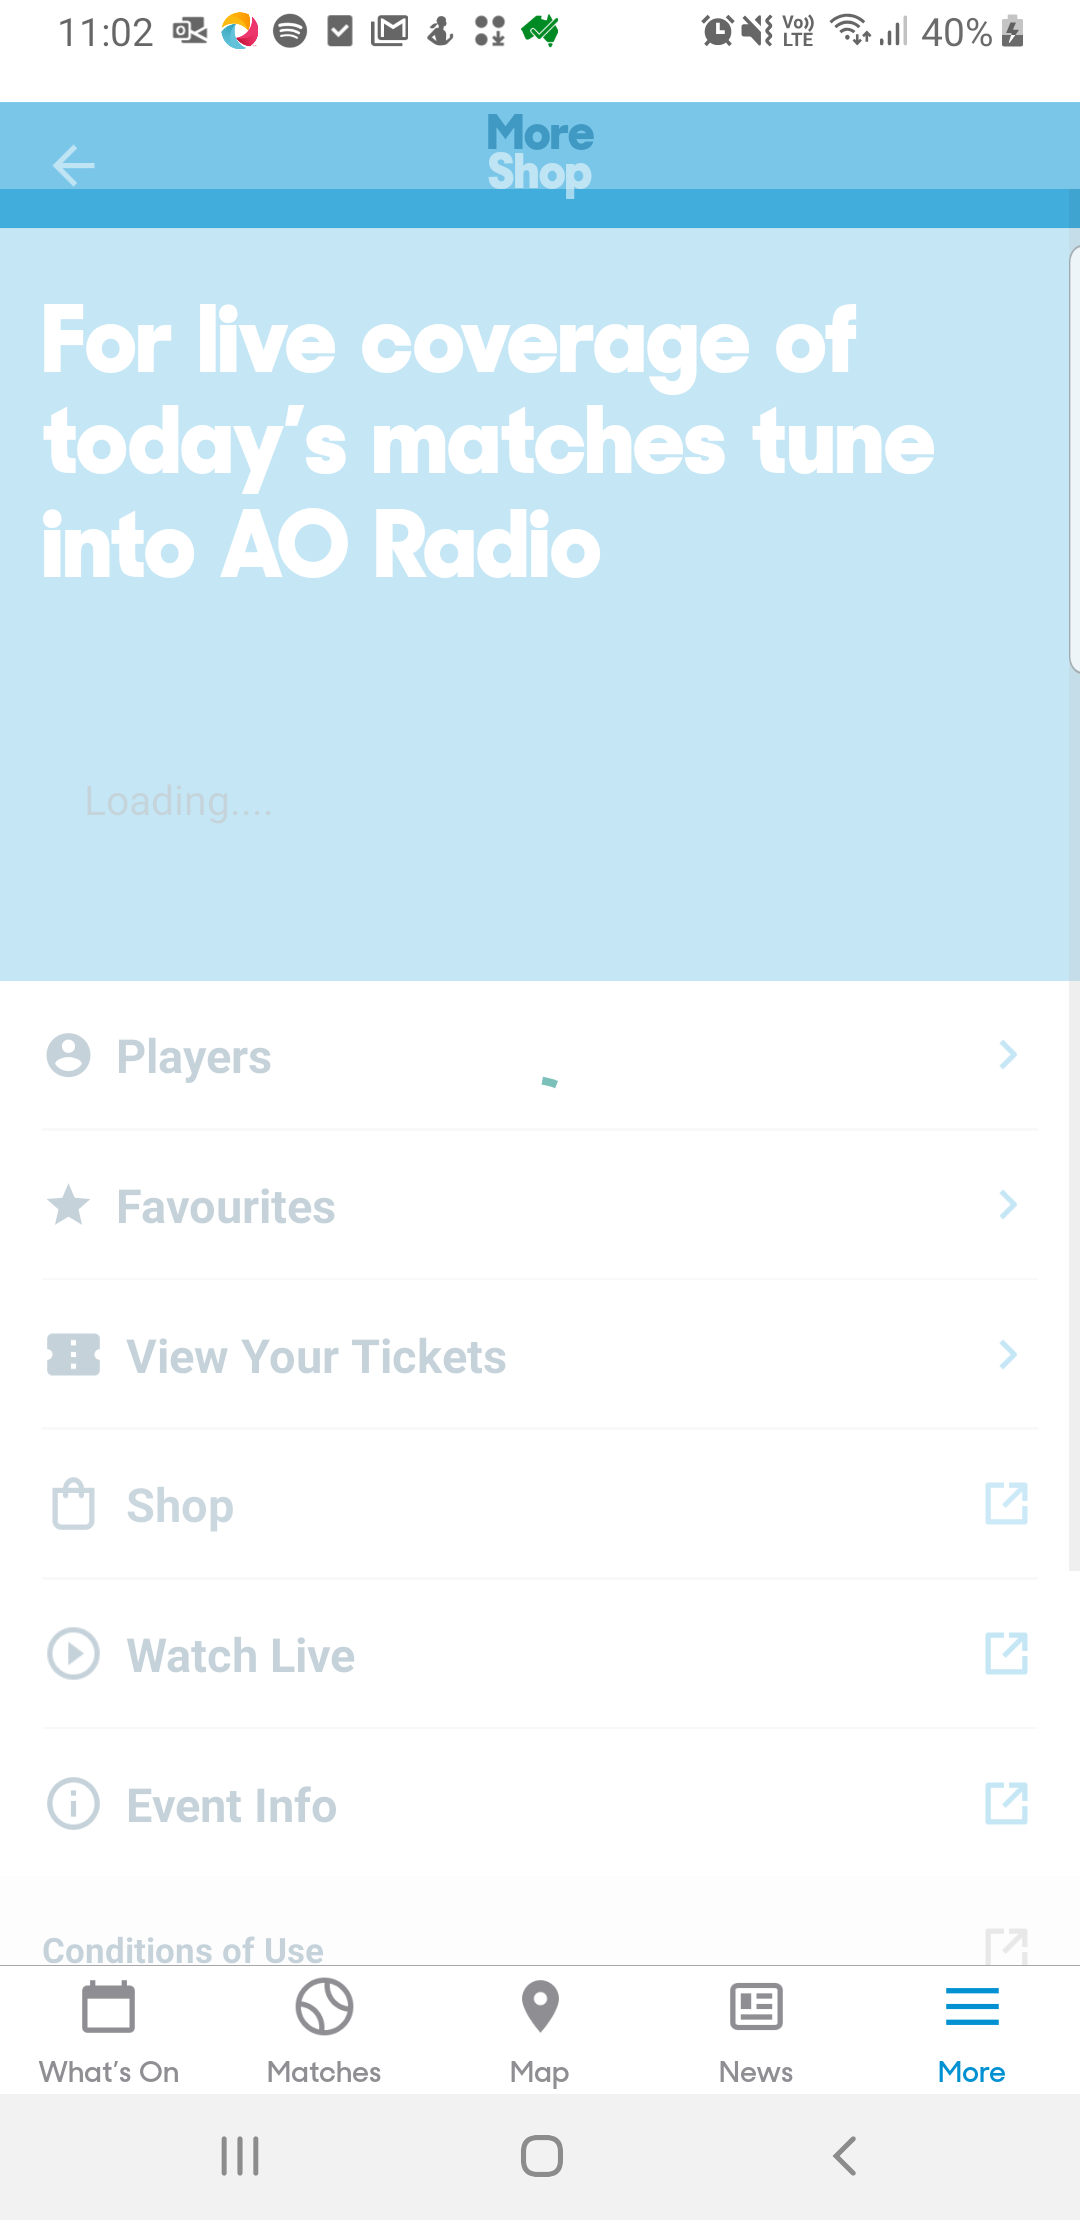 11:02
Vo)) LTE
40%
More
Shop
For live coverage of
today's matches tune
into AO Radio
Loading....
Players
Favourites
View Your Tickets
Shop
Watch Live
Event Info
Conditions of Use
What's On
Matches
Map
News
More